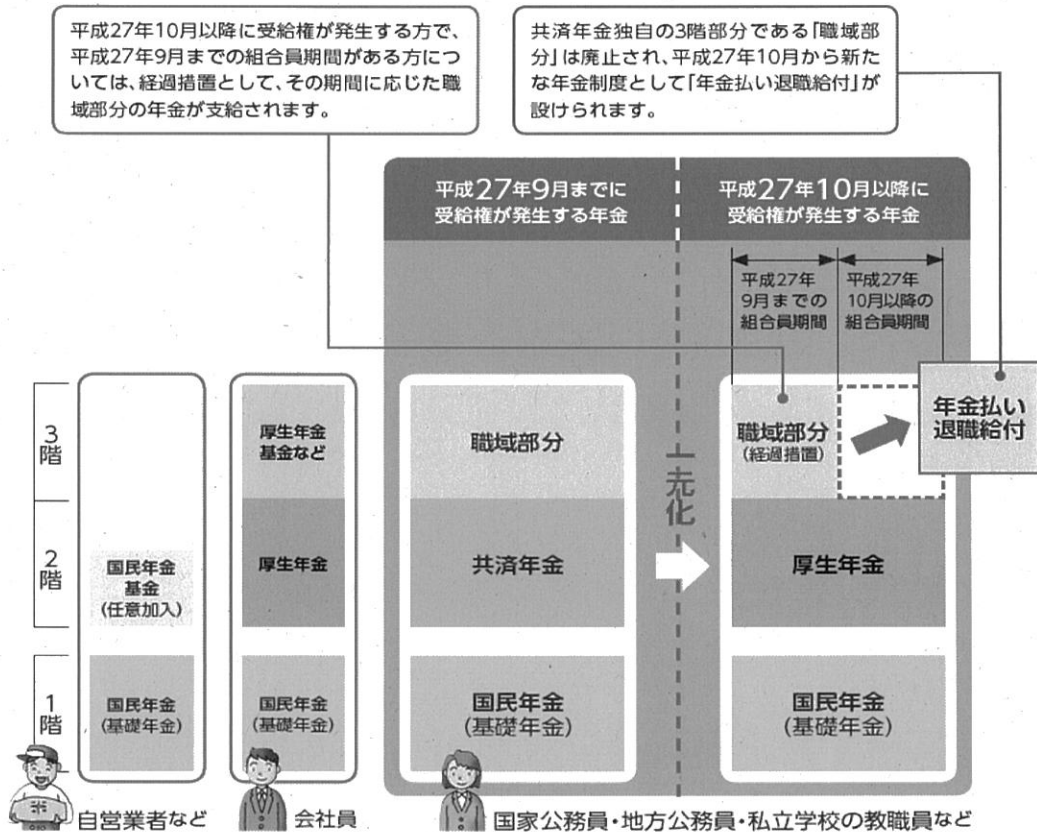 平成27年10月以降に受給権が発生する方で、
平成27年9月までの組合員期間がある方につ
いては、経過措置として、その期間に応じた職
域部分の年金が支給されます。
共済年金独自の3階部分である「職域部
分」は廃止され、平成27年10月から新た
な年金制度として「年金払い退職給付」が
設けられます。
平成27年9月までに
受給権が発生する年金
平成27年10月以降に
受給権が発生する年金
平成27年
9月までの
組合員期間
平成27年
10月以降の
組合員期間
3階
厚生年金
基金など
職域部分
職域部分
(経過措置)
年金払い
退職給付
一元化
2階
国民年金
基金
(任意加入)
厚生年金
共済年金
厚生年金
1階
国民年金
(基礎年金)
国民年金
(基礎年金)
国民年金
(基礎年金)
国民年金
(基礎年金)
米
自営業者など
会社員
国家公務員・地方公務員・私立学校の教職員など